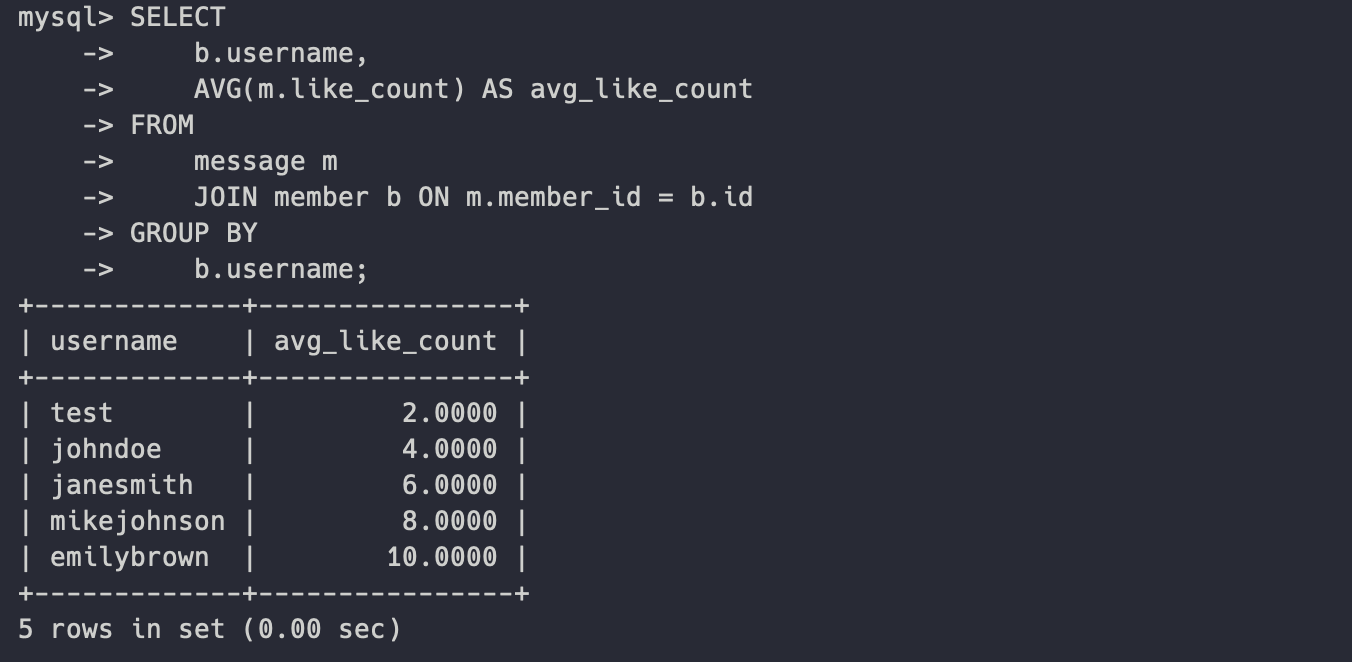 mysql> SELECT
    ->     b.username,
    ->     AVG(m.like_count) AS avg_like_count
    -> FROM
    ->     message m
    ->     JOIN member b ON m.member_id = b.id
    -> GROUP BY
    ->     b.username;
+-------------+----------------+
| username    | avg_like_count |
+-------------+----------------+
| test        |         2.0000 |
| johndoe     |         4.0000 |
| janesmith   |         6.0000 |
| mikejohnson |         8.0000 |
| emilybrown  |        10.0000 |
+-------------+----------------+
5 rows in set (0.00 sec)